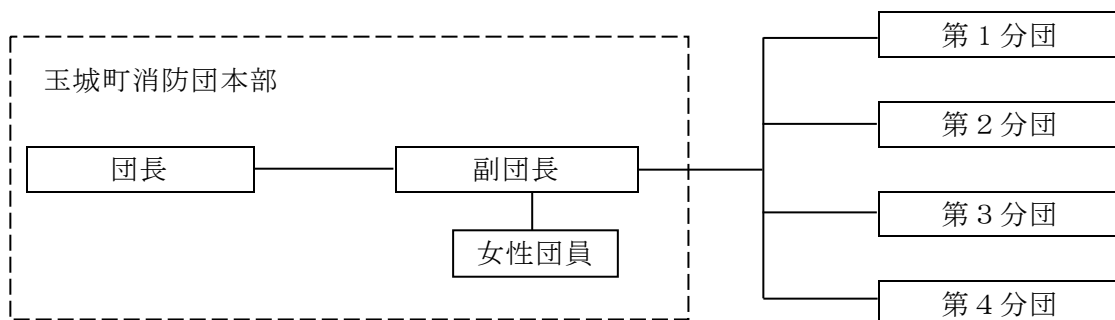 玉城町消防団本部
団長
副団長
女性団員
第１分団
第２分団
第３分団
第４分団